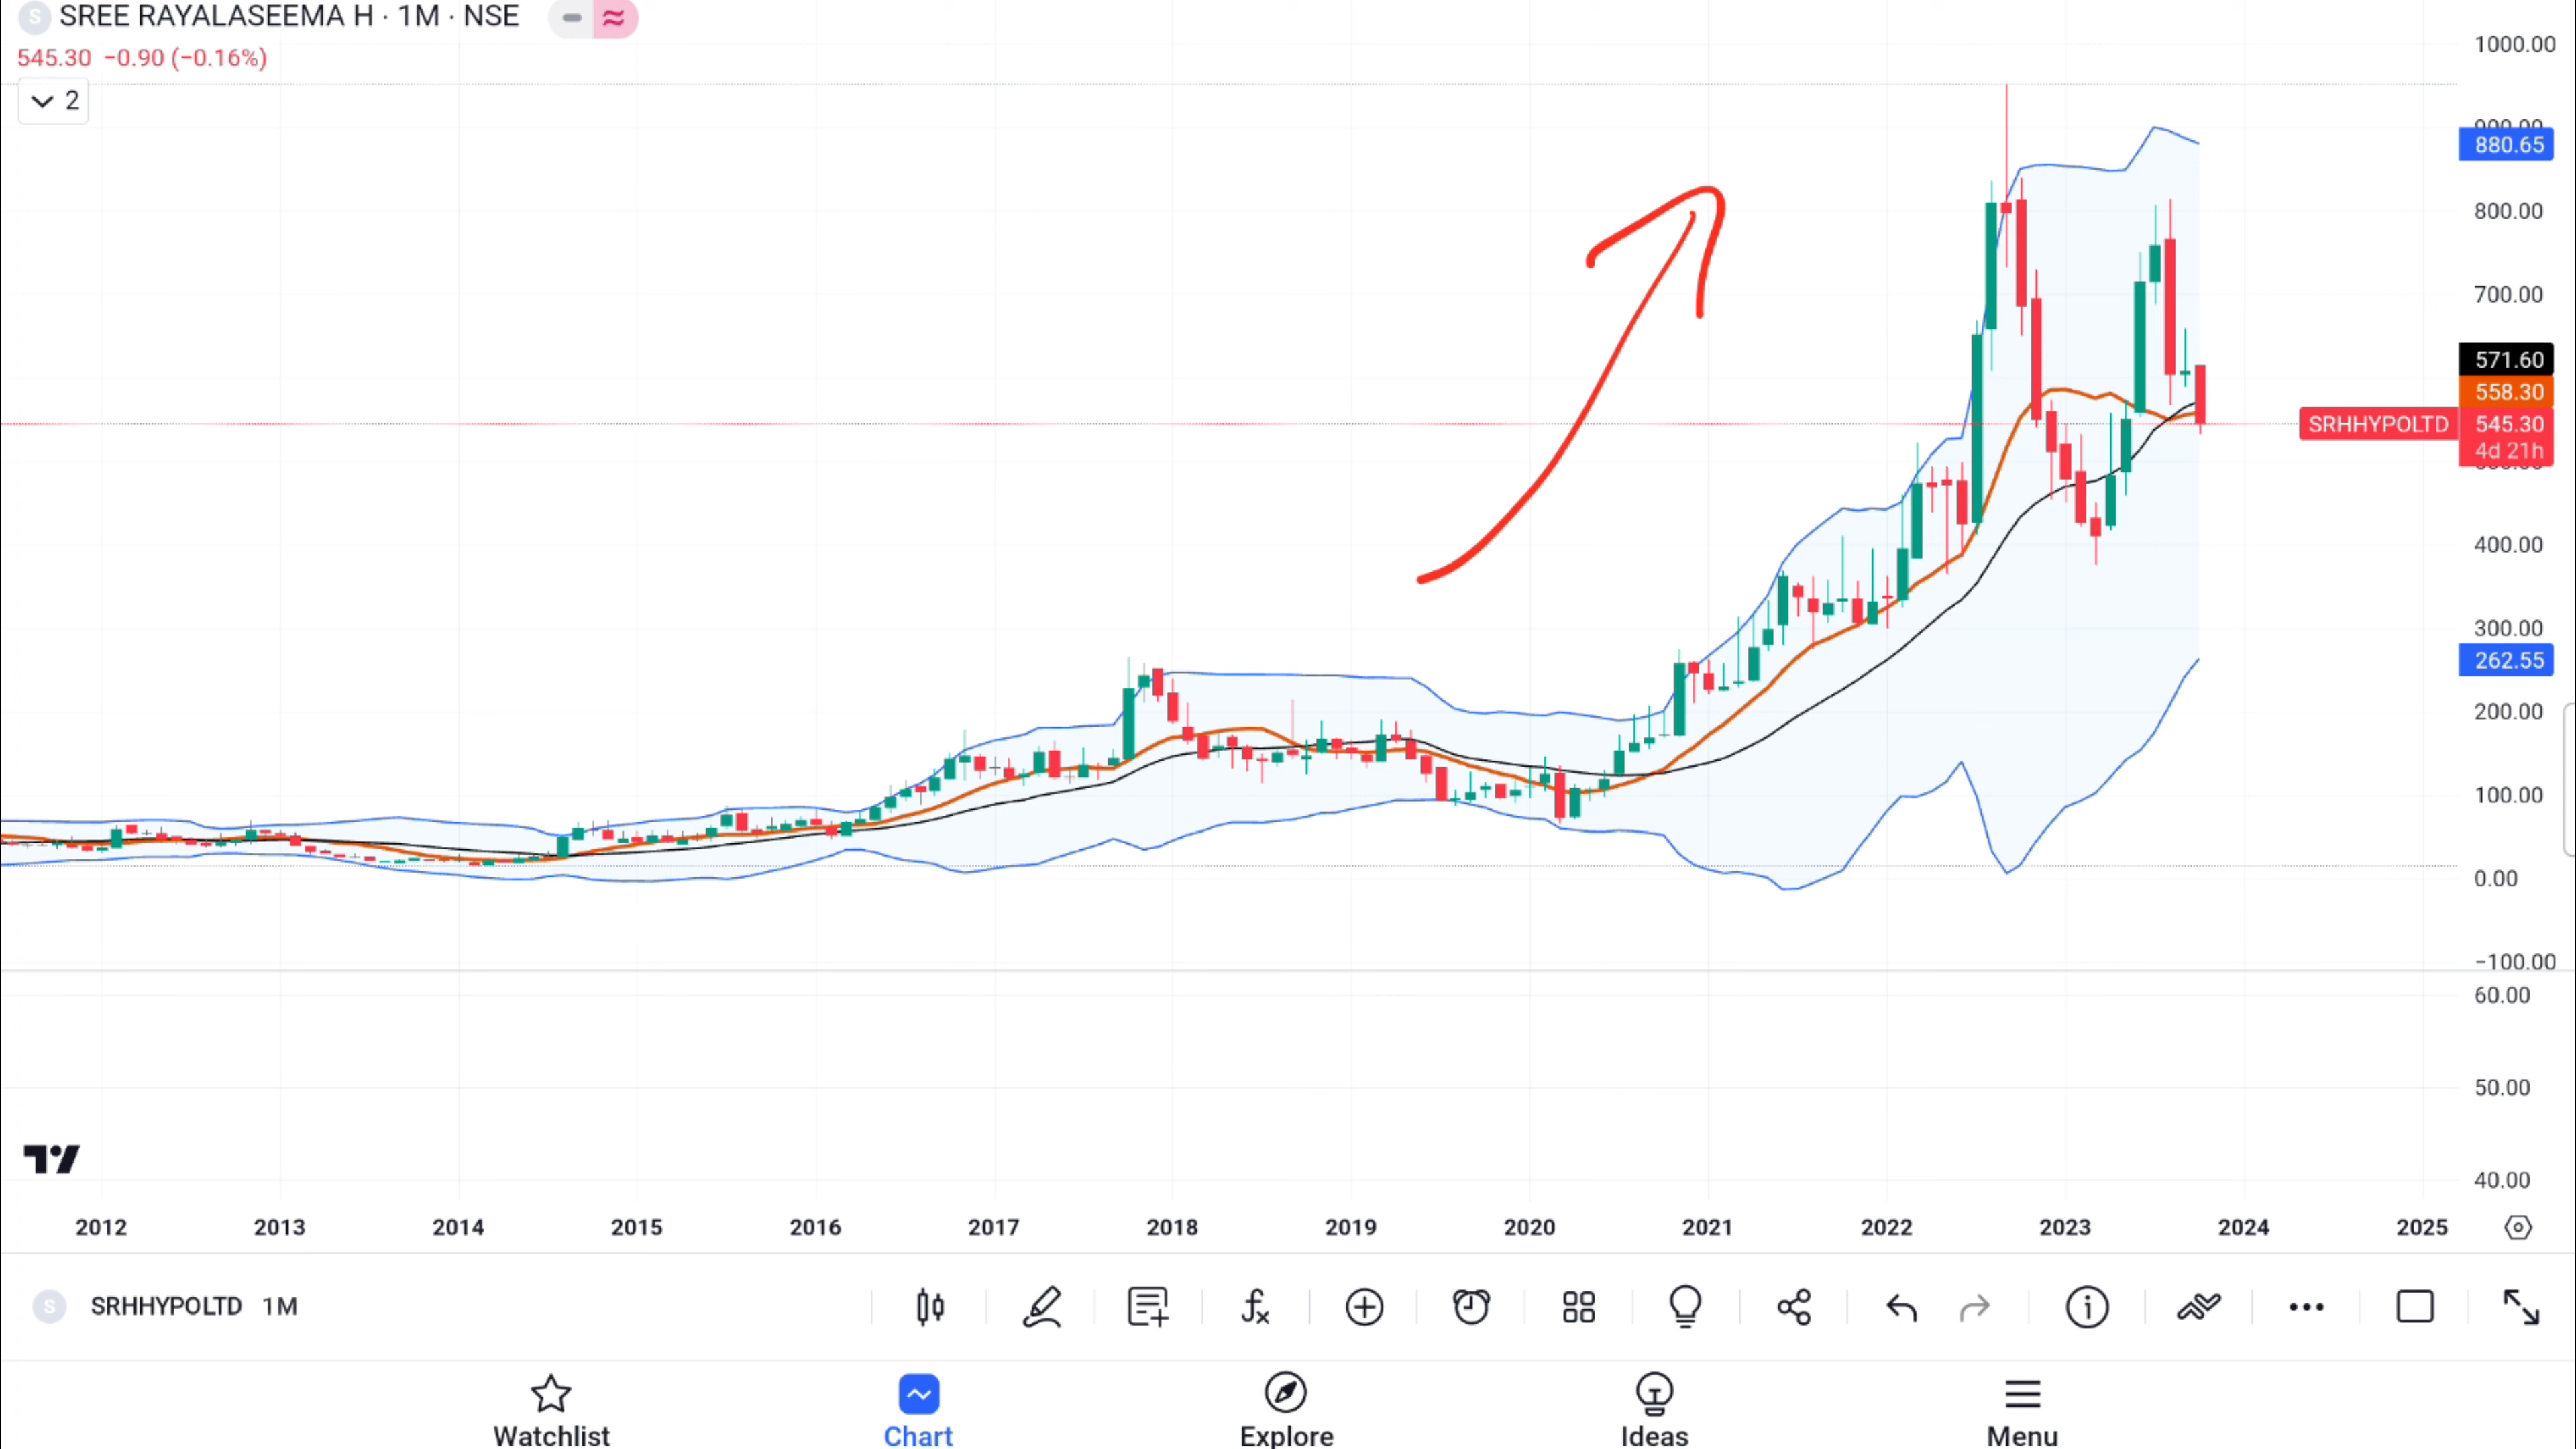 S SREE RAYALASEEMA H · 1M · NSE
545.30 −0.90 (−0.16%)
2
1000.00
880.65
800.00
700.00
571.60
558.30
SRHHYPOLTD 545.30
4d 21h
400.00
300.00
262.55
200.00
100.00
0.00
−100.00
60.00
50.00
40.00
2012 2013 2014 2015 2016 2017 2018 2019 2020 2021 2022 2023 2024 2025
S SRHHYPOLTD 1M
Watchlist Chart Explore Ideas Menu